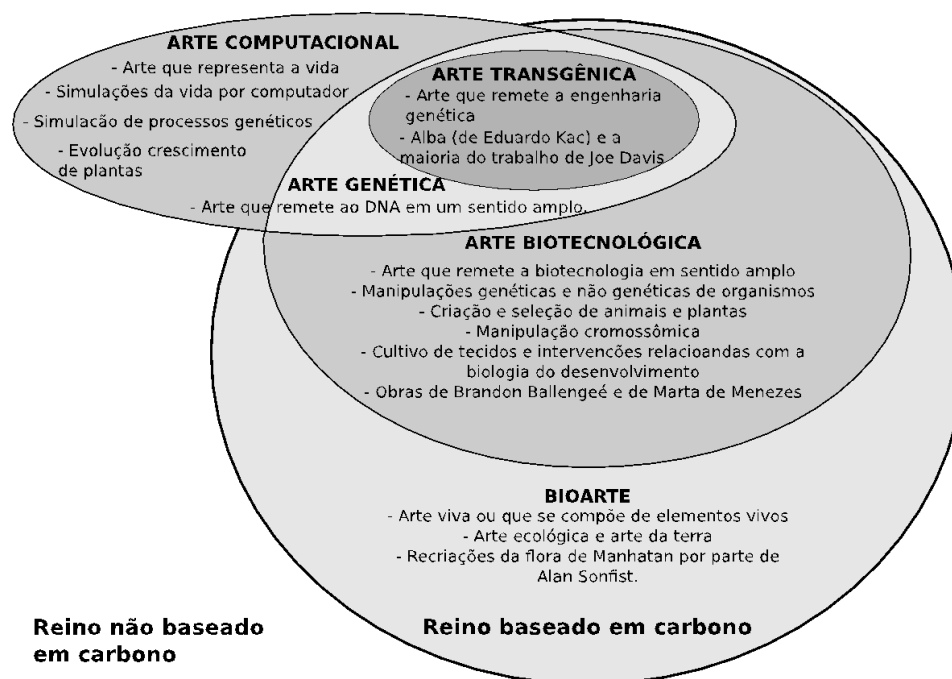 ARTE COMPUTACIONAL
- Arte que representa a vida
- Simulações da vida por computador
- Simulacão de processos genéticos
- Evolução crescimento
de plantas
ARTE TRANSGÊNICA
- Arte que remete a engenharia
genética
- Alba (de Eduardo Kac) e a
maioria do trabalho de Joe Davis
ARTE GENÉTICA
- Arte que remete ao DNA em um sentido amplo.
ARTE BIOTECNOLÓGICA
- Arte que remete a biotecnologia em sentido amplo
- Manipulações genéticas e não genéticas de organismos
- Criação e seleção de animais e plantas
- Manipulação cromossômica
- Cultivo de tecidos e intervencões relacioandas com a
biologia do desenvolvimento
- Obras de Brandon Ballengeé e de Marta de Menezes
BIOARTE
- Arte viva ou que se compõe de elementos vivos
- Arte ecológica e arte da terra
- Recriações da flora de Manhatan por parte de
Alan Sonfist.
Reino não baseado
em carbono
Reino baseado em carbono